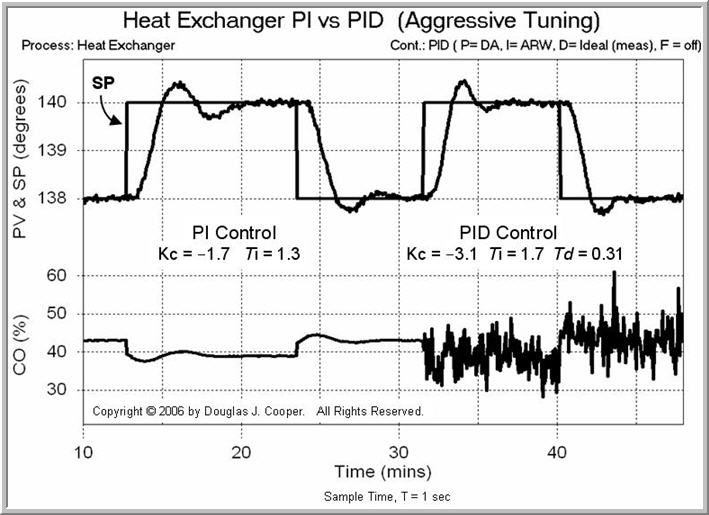 Heat Exchanger PI vs PID (Aggressive Tuning)
Process: Heat Exchanger
Cont.: PID ( P= DA, I= ARW, D= Ideal (meas), F = off)
PV & SP (degrees)
140
139
138
SP
PI Control
Kc = −1.7 Ti = 1.3
PID Control
Kc = −3.1 Ti = 1.7 Td = 0.31
CO (%)
60
50
40
30
Copyright © 2006 by Douglas J. Cooper. All Rights Reserved.
10 20 30 40
Time (mins)
Sample Time, T = 1 sec